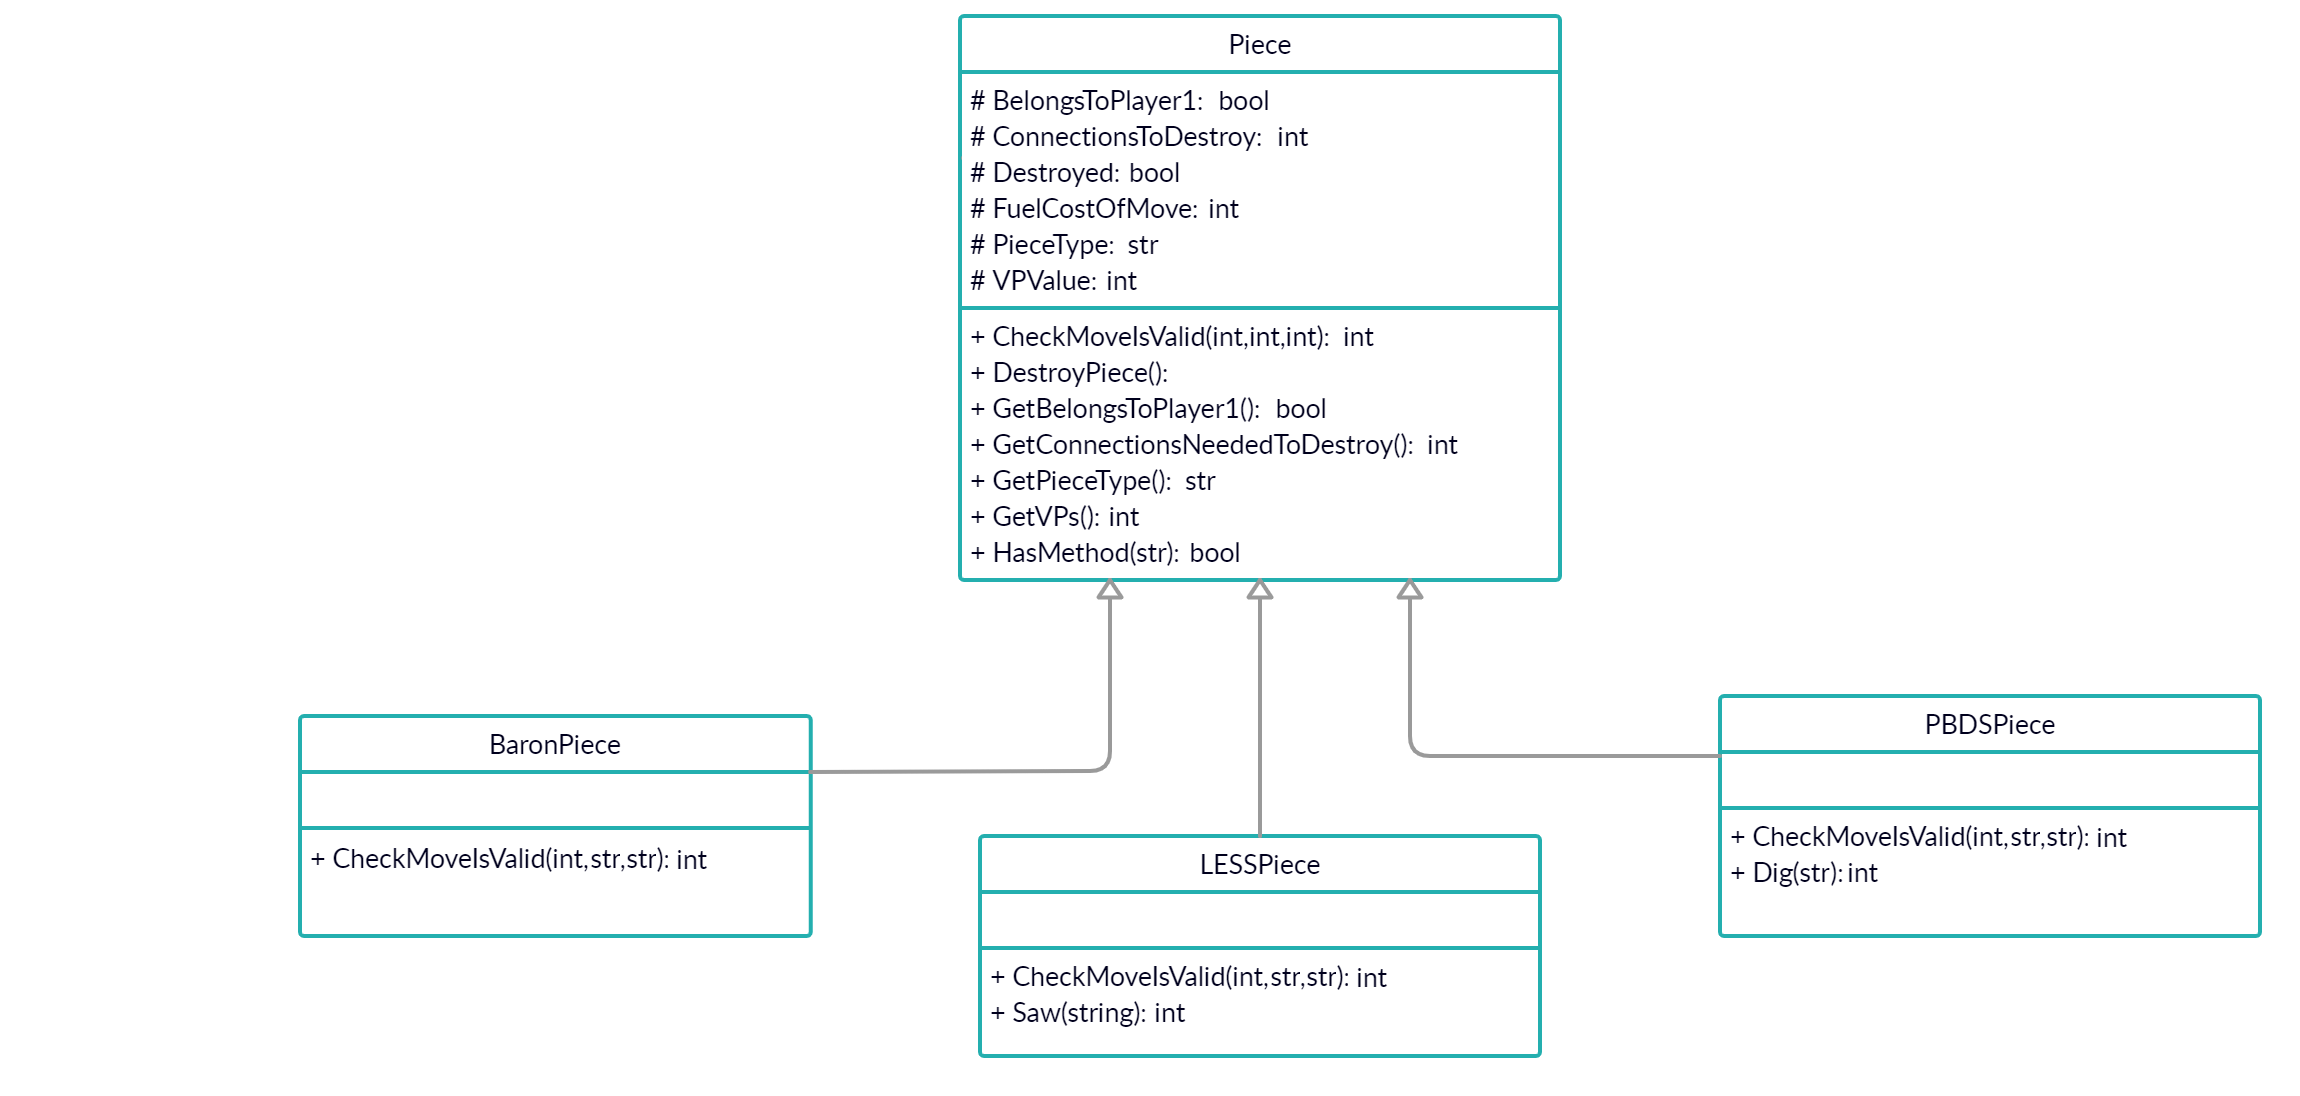 Piece
# BelongsToPlayer1: bool
# ConnectionsToDestroy: int
# Destroyed: bool
# FuelCostOfMove: int
# PieceType: str
# VPValue: int
+ CheckMoveIsValid(int,int,int): int
+ DestroyPiece():
+ GetBelongsToPlayer1(): bool
+ GetConnectionsNeededToDestroy(): int
+ GetPieceType(): str
+ GetVPs(): int
+ HasMethod(str): bool
BaronPiece
+ CheckMoveIsValid(int,str,str): int
LESSPiece
+ CheckMoveIsValid(int,str,str): int
+ Saw(string): int
PBDSPiece
+ CheckMoveIsValid(int,str,str): int
+ Dig(str): int